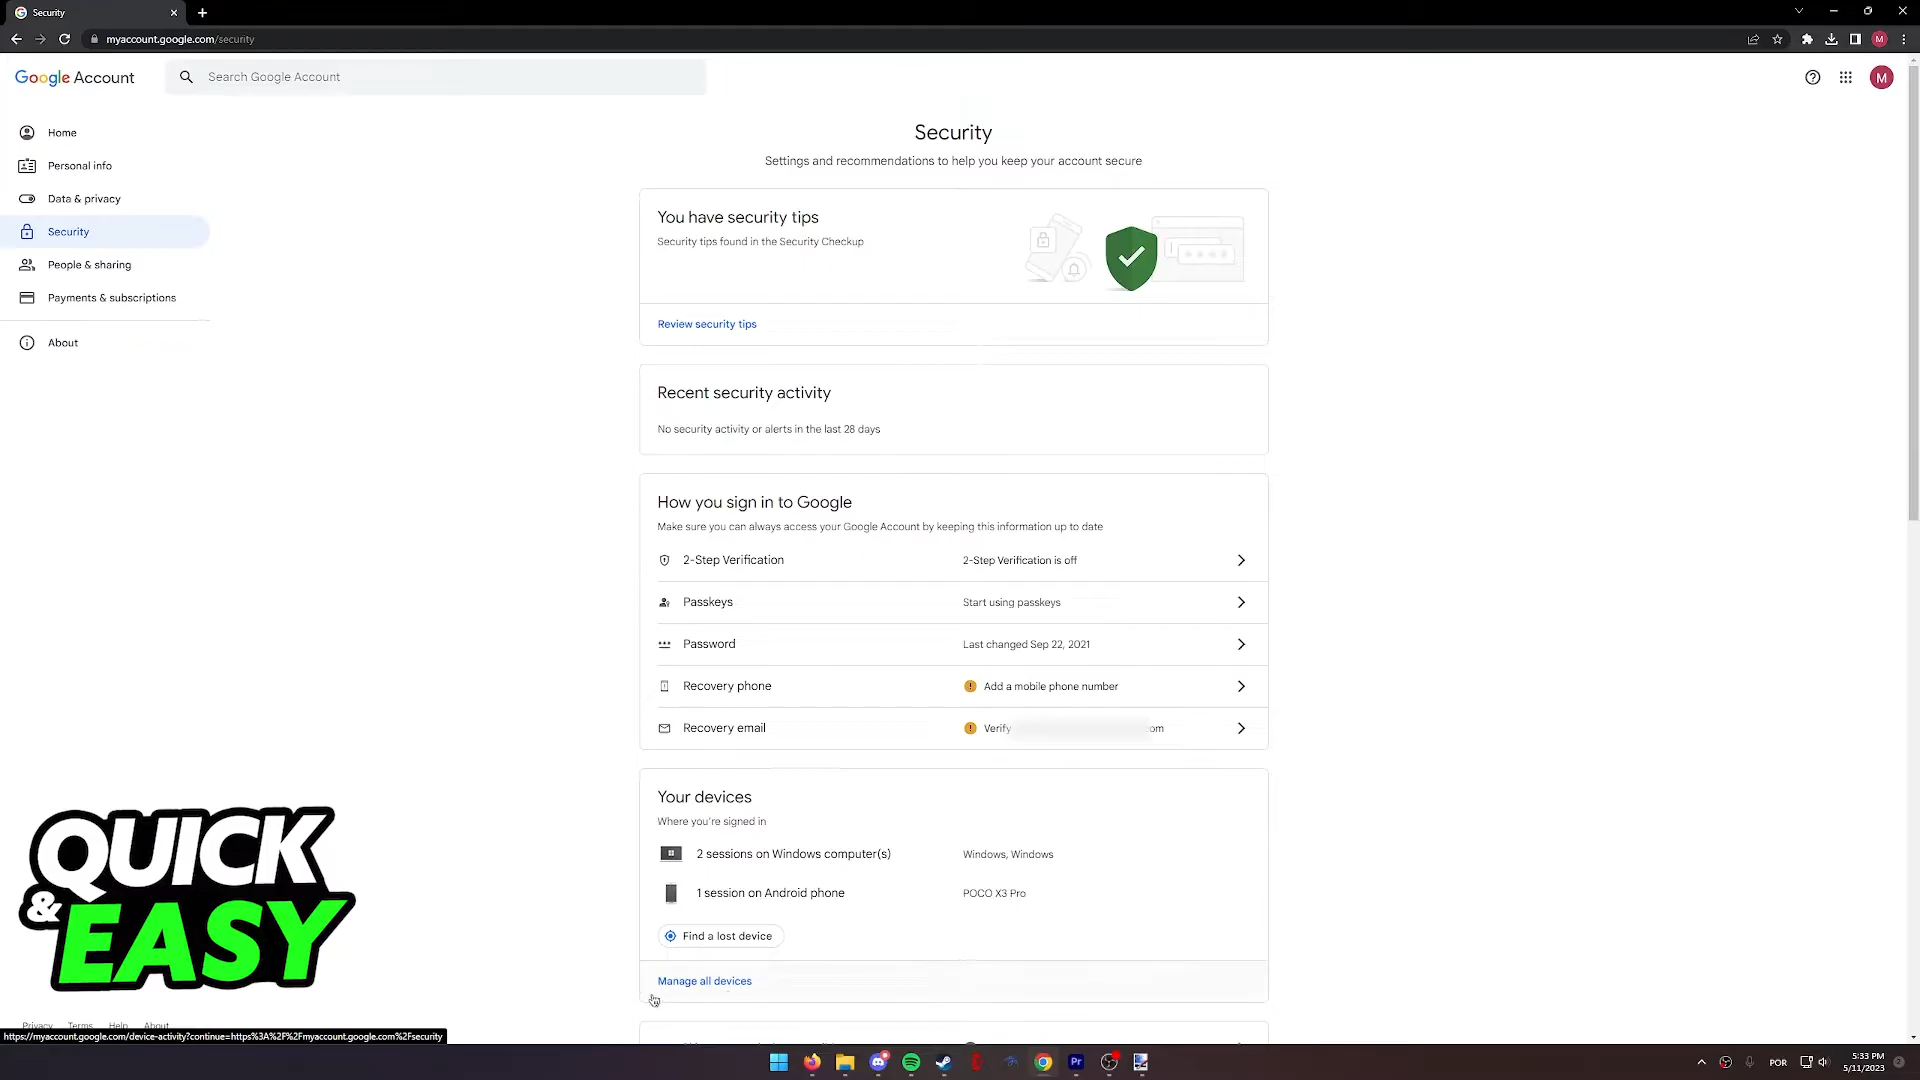 Security
myaccount.google.com/security
M
Google Account
Search Google Account
M
Home
Personal info
Data & privacy
Security
People & sharing
Payments & subscriptions
About
Security
Settings and recommendations to help you keep your account secure
You have security tips
Security tips found in the Security Checkup
Review security tips
Recent security activity
No security activity or alerts in the last 28 days
How you sign in to Google
Make sure you can always access your Google Account by keeping this information up to date
2-Step Verification
2-Step Verification is off
Passkeys
Start using passkeys
Password
Last changed Sep 22, 2021
Recovery phone
Add a mobile phone number
Recovery email
Verify om
Your devices
Where you're signed in
2 sessions on Windows computer(s)
Windows, Windows
1 session on Android phone
POCO X3 Pro
Find a lost device
Manage all devices
QUICK
& EASY
Privacy Terms Help About
https://myaccount.google.com/device-activity?continue=https%3A%2F%2Fmyaccount.google.com%2Fsecurity
Pr
POR
5:33 PM
5/11/2023
2